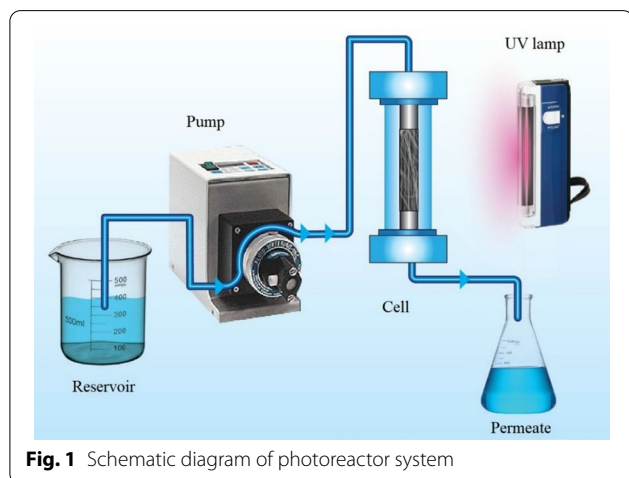 UV lamp
Pump
500
400
300
500ml
200
100
Cell
Reservoir
Permeate
Fig. 1 Schematic diagram of photoreactor system